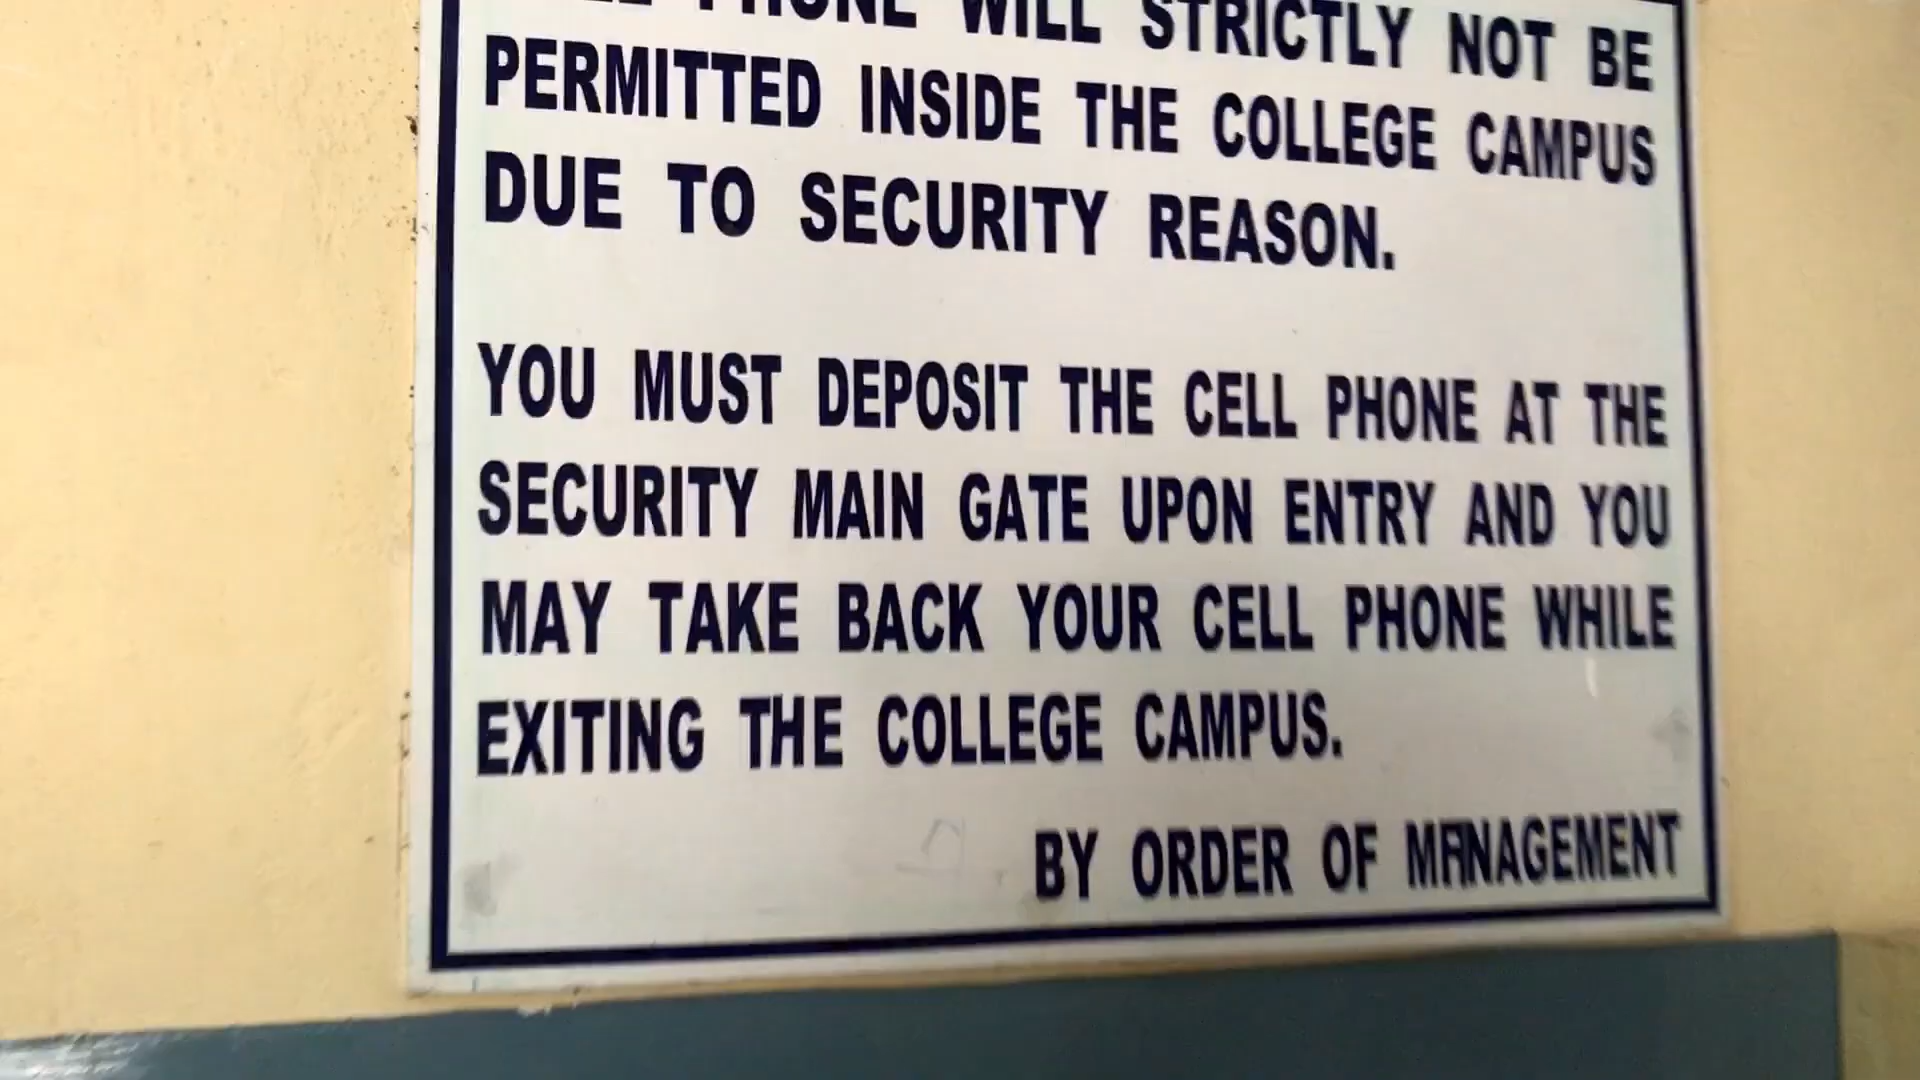 PHONE WILL STRICTLY NOT BE
PERMITTED INSIDE THE COLLEGE CAMPUS
DUE TO SECURITY REASON.
YOU MUST DEPOSIT THE CELL PHONE AT THE
SECURITY MAIN GATE UPON ENTRY AND YOU
MAY TAKE BACK YOUR CELL PHONE WHILE
EXITING THE COLLEGE CAMPUS.
BY ORDER OF MANAGEMENT